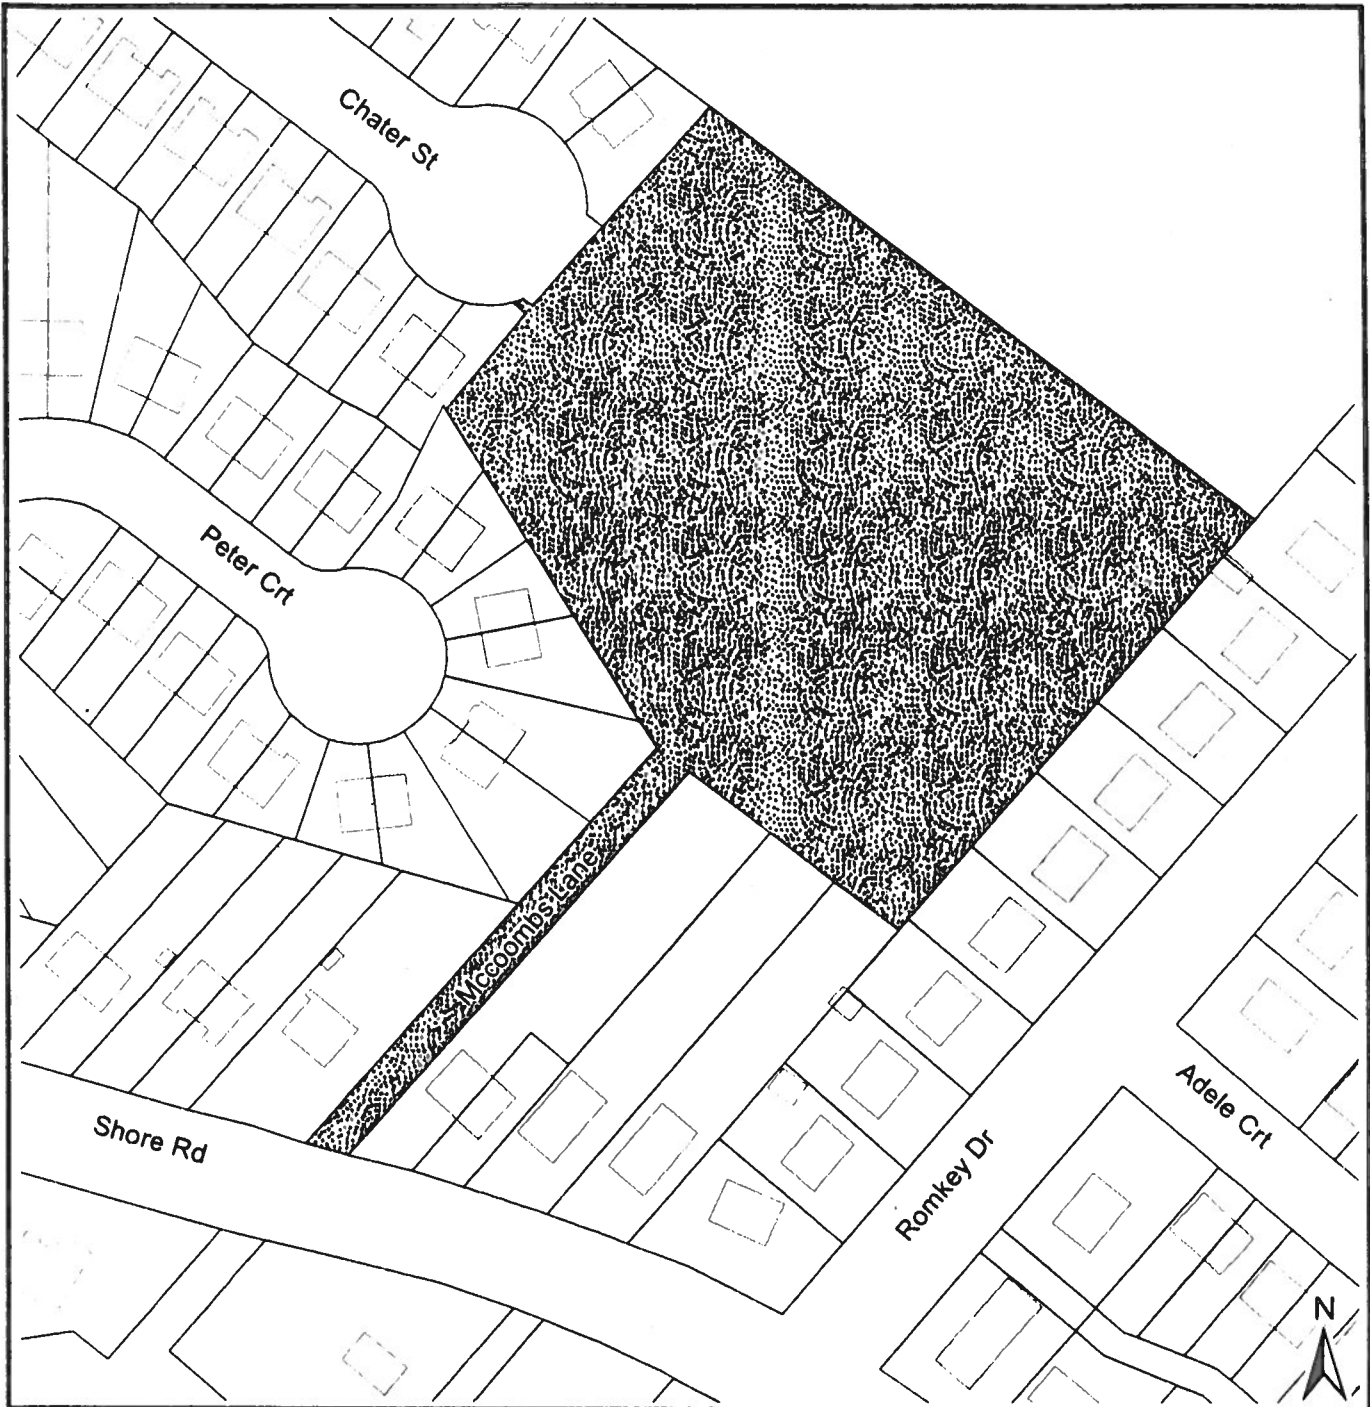 Chater St
Peter Crt
Mccoombs Lane
Shore Rd
Adele Crt
Romkey Dr
N